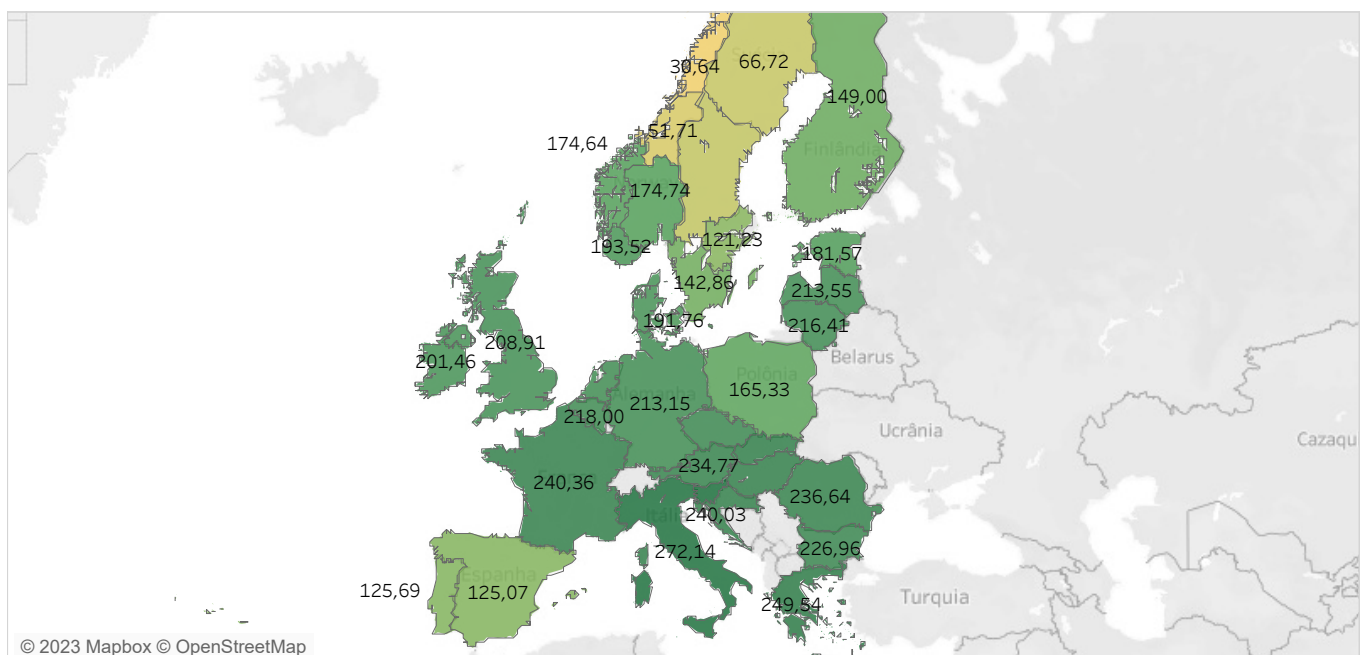 30,64
66,72
149,00
51,71
174,64
Finlândia
174,74
193,52
121,23
181,57
142,86
213,55
191,76
216,41
208,91
201,46
Belarus
Polônia
165,33
Alemanha
213,15
218,00
Ucrânia
Cazaqu
234,77
240,36
236,64
Itália
240,03
272,14
226,96
Espanha
125,69
125,07
249,54
Turquia
© 2023 Mapbox © OpenStreetMap